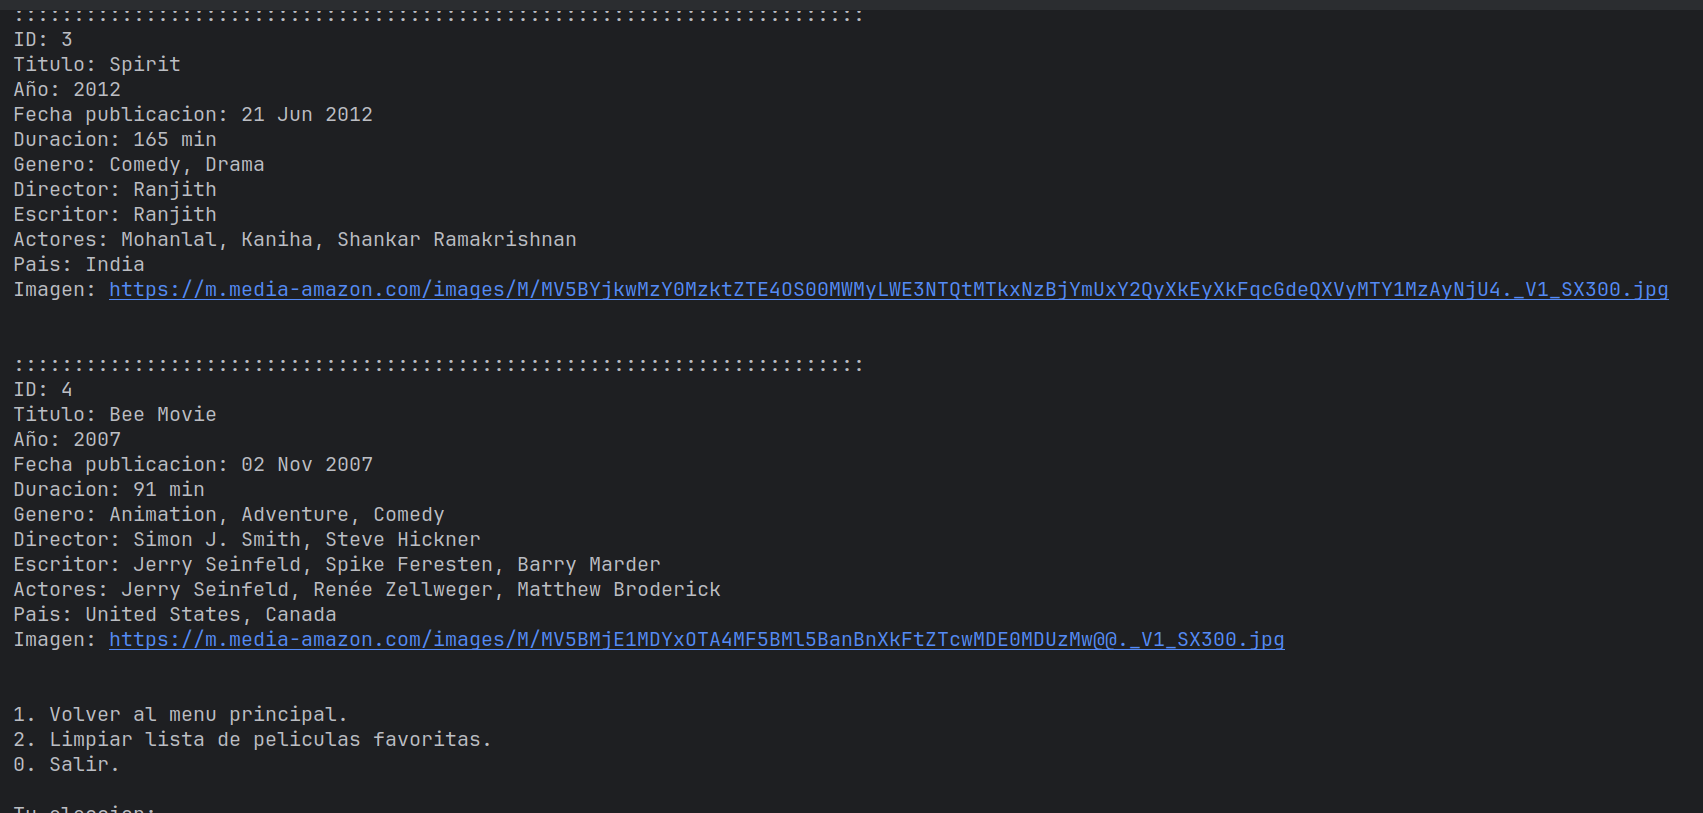 ::::::::::::::::::::::::::::::::::::::::::::::::::::::::::::::::::::::
ID: 3
Titulo: Spirit
Año: 2012
Fecha publicacion: 21 Jun 2012
Duracion: 165 min
Genero: Comedy, Drama
Director: Ranjith
Escritor: Ranjith
Actores: Mohanlal, Kaniha, Shankar Ramakrishnan
Pais: India
Imagen: https://m.media-amazon.com/images/M/MV5BYjkwMzY0MzktZTE4OS00MWMyLWE3NTQtMTkxNzBjYmUxY2QyXkEyXkFqcGdeQXVyMTY1MzAyNjU4._V1_SX300.jpg
:::::::::::::::::::::::::::::::::::::::::::::::::::::::::::::::::::::::
ID: 4
Titulo: Bee Movie
Año: 2007
Fecha publicacion: 02 Nov 2007
Duracion: 91 min
Genero: Animation, Adventure, Comedy
Director: Simon J. Smith, Steve Hickner
Escritor: Jerry Seinfeld, Spike Feresten, Barry Marder
Actores: Jerry Seinfeld, Renée Zellweger, Matthew Broderick
Pais: United States, Canada
Imagen: https://m.media-amazon.com/images/M/MV5BMjE1MDYxOTA4MF5BMl5BanBnXkFtZTcwMDE0MDUzMw@@._V1_SX300.jpg
1. Volver al menu principal.
2. Limpiar lista de peliculas favoritas.
0. Salir.
Tu eleccion: